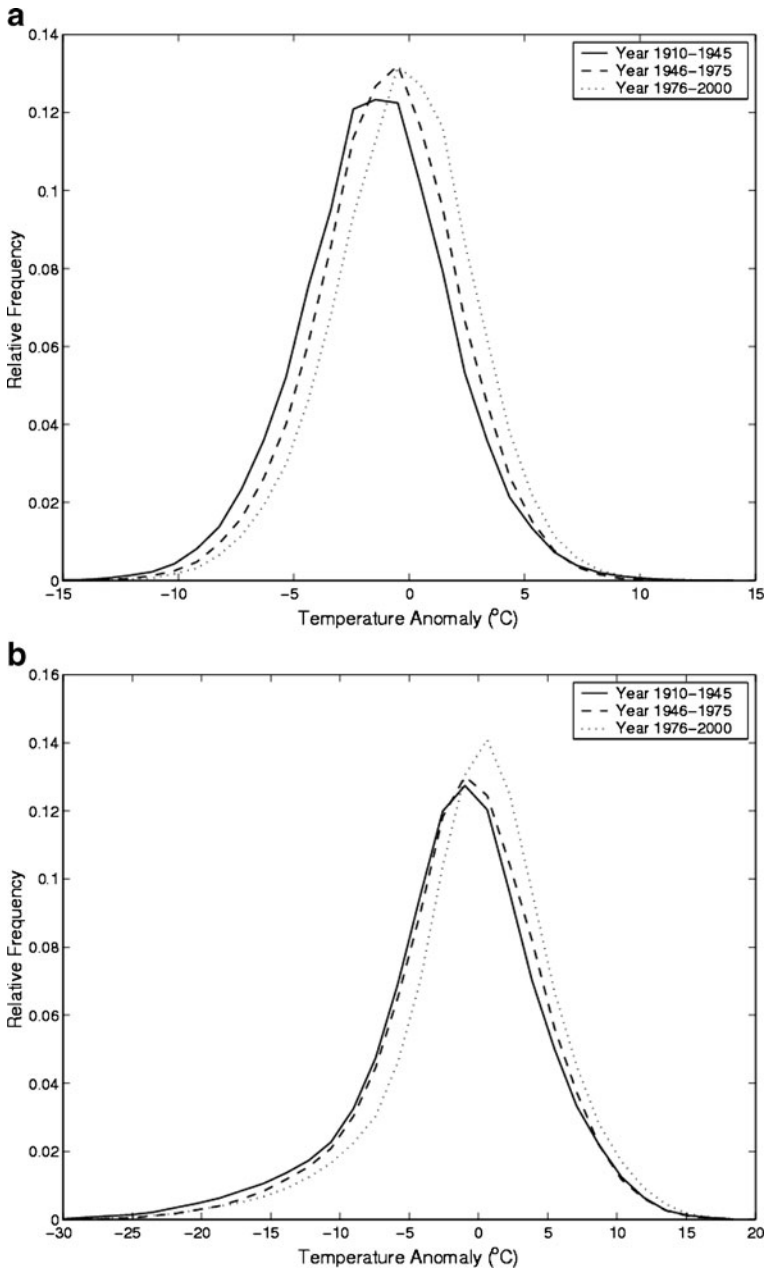 a
0.14
0.12
0.1
0.08
0.06
0.04
0.02
0
Relative Frequency
Year 1910−1945
Year 1946−1975
Year 1976−2000
−15 −10 −5 0 5 10 15
Temperature Anomaly (°C)
b
0.16
0.14
0.12
0.1
0.08
0.06
0.04
0.02
0
Relative Frequency
Year 1910−1945
Year 1946−1975
Year 1976−2000
−30 −25 −20 −15 −10 −5 0 5 10 15 20
Temperature Anomaly (°C)